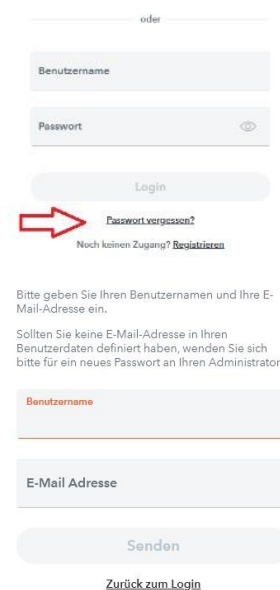 oder
Benutzername
Passwort
Login
Passwort vergessen?
Noch keinen Zugang? Registrieren
Bitte geben Sie Ihren Benutzernamen und Ihre E-
Mail-Adresse ein.
Sollten Sie keine E-Mail-Adresse in Ihren
Benutzerdaten definiert haben, wenden Sie sich
bitte für ein neues Passwort an Ihren Administrator
Benutzername
E-Mail Adresse
Senden
Zurück zum Login